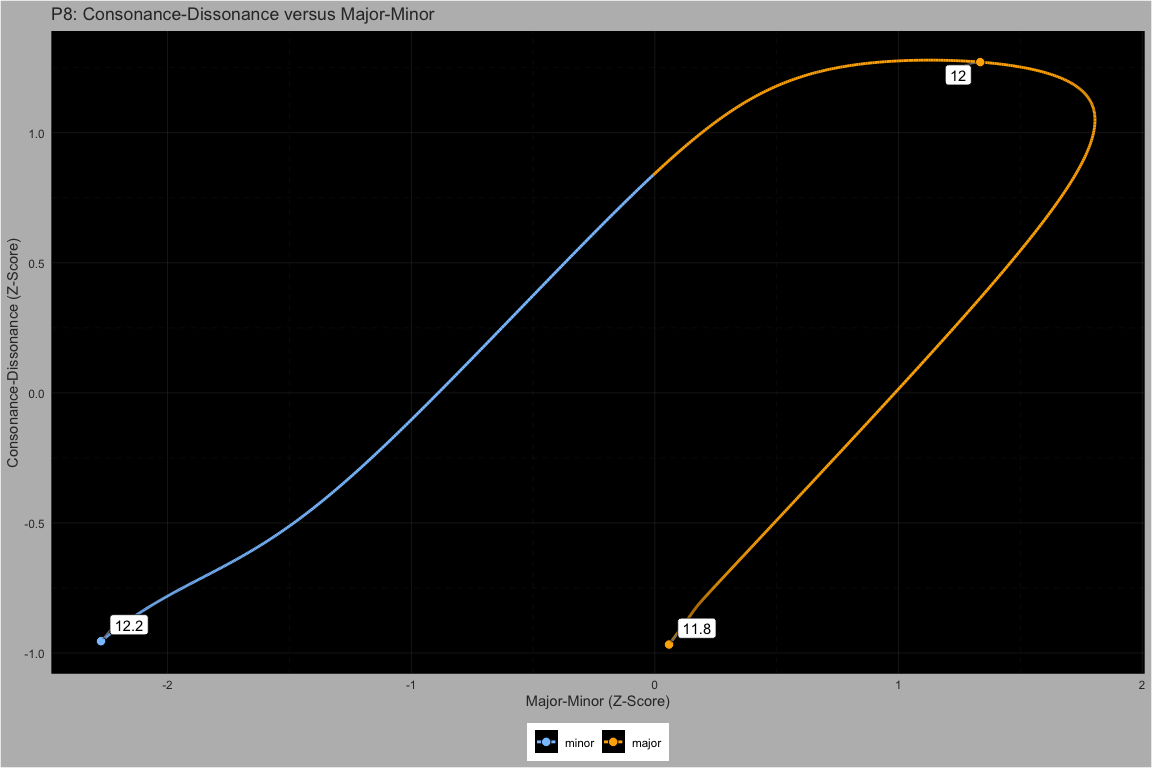 P8: Consonance-Dissonance versus Major-Minor
12
1.0
0.5
Consonance-Dissonance (Z-Score)
0.0
-0.5
12.2
11.8
-1.0
-2 -1 0 1 2
Major-Minor (Z-Score)
minor major